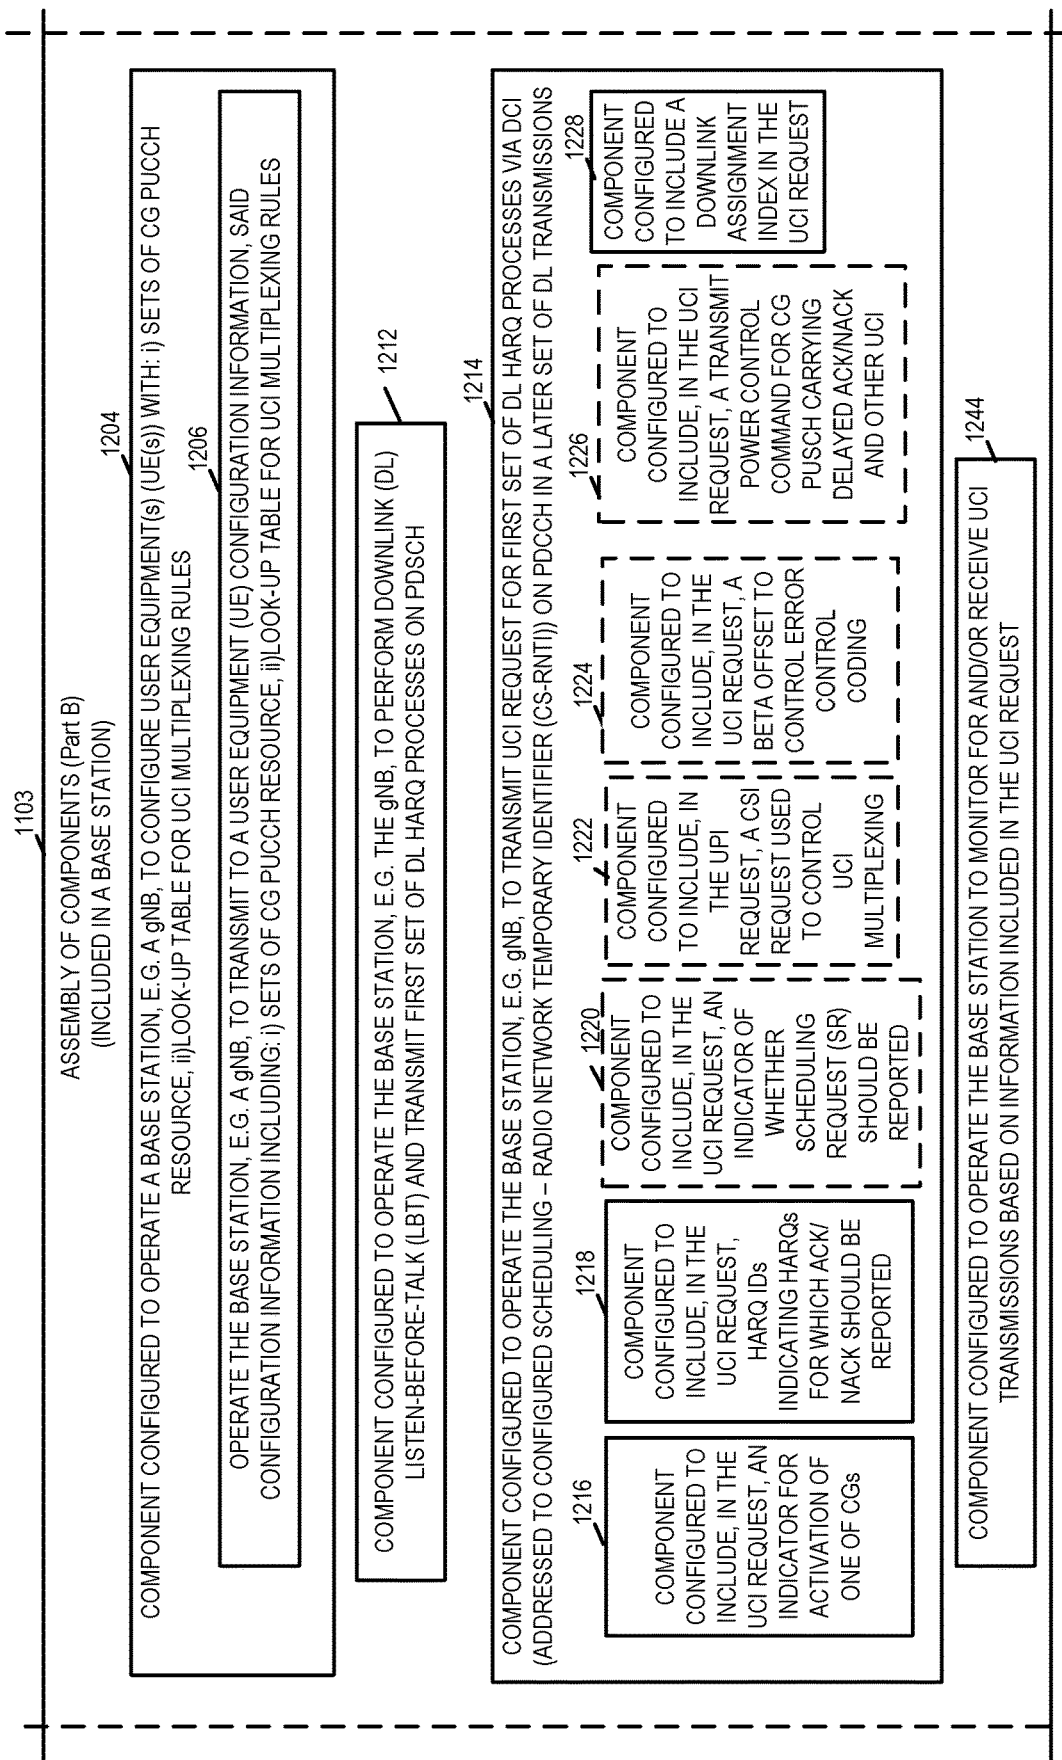 1103
ASSEMBLY OF COMPONENTS (Part B)
(INCLUDED IN A BASE STATION)
1204
COMPONENT CONFIGURED TO OPERATE A BASE STATION, E.G. A gNB, TO CONFIGURE USER EQUIPMENT(s) (UE(s)) WITH: i) SETS OF CG PUCCH
RESOURCE, ii)LOOK-UP TABLE FOR UCI MULTIPLEXING RULES
1206
OPERATE THE BASE STATION, E.G. A gNB, TO TRANSMIT TO A USER EQUIPMENT (UE) CONFIGURATION INFORMATION, SAID
CONFIGURATION INFORMATION INCLUDING: i) SETS OF CG PUCCH RESOURCE, ii)LOOK-UP TABLE FOR UCI MULTIPLEXING RULES
1212
COMPONENT CONFIGURED TO OPERATE THE BASE STATION, E.G. THE gNB, TO PERFORM DOWNLINK (DL)
LISTEN-BEFORE-TALK (LBT) AND TRANSMIT FIRST SET OF DL HARQ PROCESSES ON PDSCH
1214
COMPONENT CONFIGURED TO OPERATE THE BASE STATION, E.G. gNB, TO TRANSMIT UCI REQUEST FOR FIRST SET OF DL HARQ PROCESSES VIA DCI
(ADDRESSED TO CONFIGURED SCHEDULING – RADIO NETWORK TEMPORARY IDENTIFIER (CS-RNTI)) ON PDCCH IN A LATER SET OF DL TRANSMISSIONS
1216
COMPONENT
CONFIGURED TO
INCLUDE, IN THE
UCI REQUEST, AN
INDICATOR FOR
ACTIVATION OF
ONE OF CGs
1218
COMPONENT
CONFIGURED TO
INCLUDE, IN THE
UCI REQUEST,
HARQ IDs
INDICATING HARQs
FOR WHICH ACK/
NACK SHOULD BE
REPORTED
1220
COMPONENT
CONFIGURED TO
INCLUDE, IN THE
UCI REQUEST, AN
INDICATOR OF
WHETHER
SCHEDULING
REQUEST (SR)
SHOULD BE
REPORTED
1222
COMPONENT
CONFIGURED
TO INCLUDE, IN
THE UPI
REQUEST, A CSI
REQUEST USED
TO CONTROL
UCI
MULTIPLEXING
1224
COMPONENT
CONFIGURED TO
INCLUDE, IN THE
UCI REQUEST, A
BETA OFFSET TO
CONTROL ERROR
CONTROL
CODING
1226
COMPONENT
CONFIGURED TO
INCLUDE, IN THE UCI
REQUEST, A TRANSMIT
POWER CONTROL
COMMAND FOR CG
PUSCH CARRYING
DELAYED ACK/NACK
AND OTHER UCI
1228
COMPONENT
CONFIGURED
TO INCLUDE A
DOWNLINK
ASSIGNMENT
INDEX IN THE
UCI REQUEST
1244
COMPONENT CONFIGURED TO OPERATE THE BASE STATION TO MONITOR FOR AND/OR RECEIVE UCI
TRANSMISSIONS BASED ON INFORMATION INCLUDED IN THE UCI REQUEST